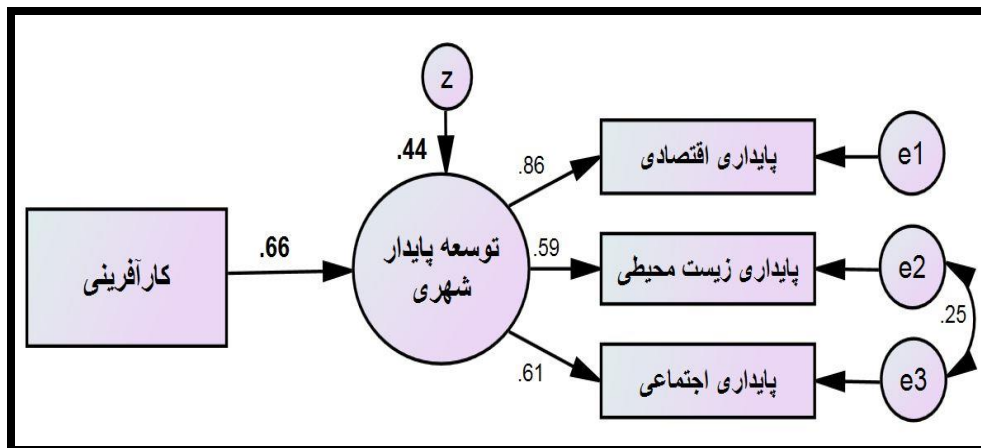 z
.44
.86
پایداری اقتصادی
e1
کارآفرینی
.66
توسعه پایدار
شهری
.59
پایداری زیست محیطی
e2
.25
.61
پایداری اجتماعی
e3